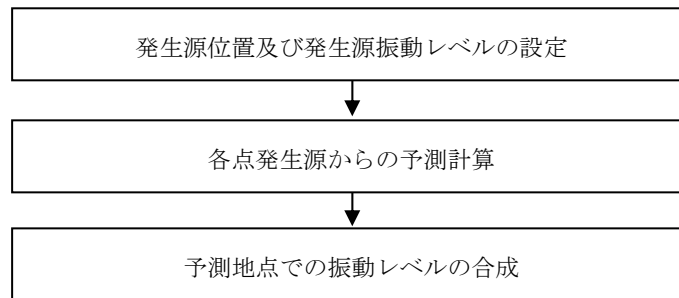 発生源位置及び発生源振動レベルの設定
各点発生源からの予測計算
予測地点での振動レベルの合成